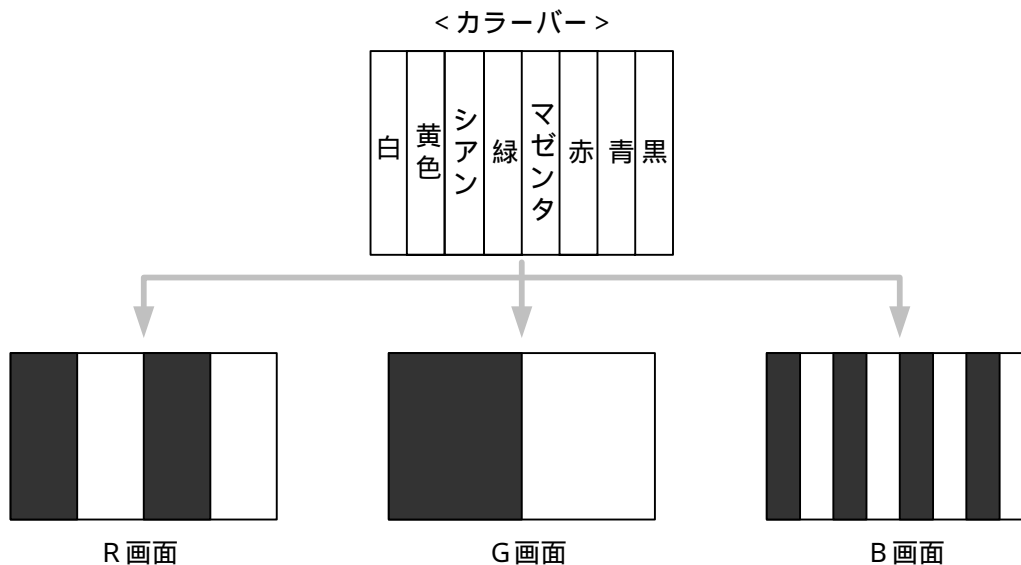 <カラーバー>
白
黄色
シアン
緑
マゼンタ
赤
青
黒
R画面
G画面
B画面